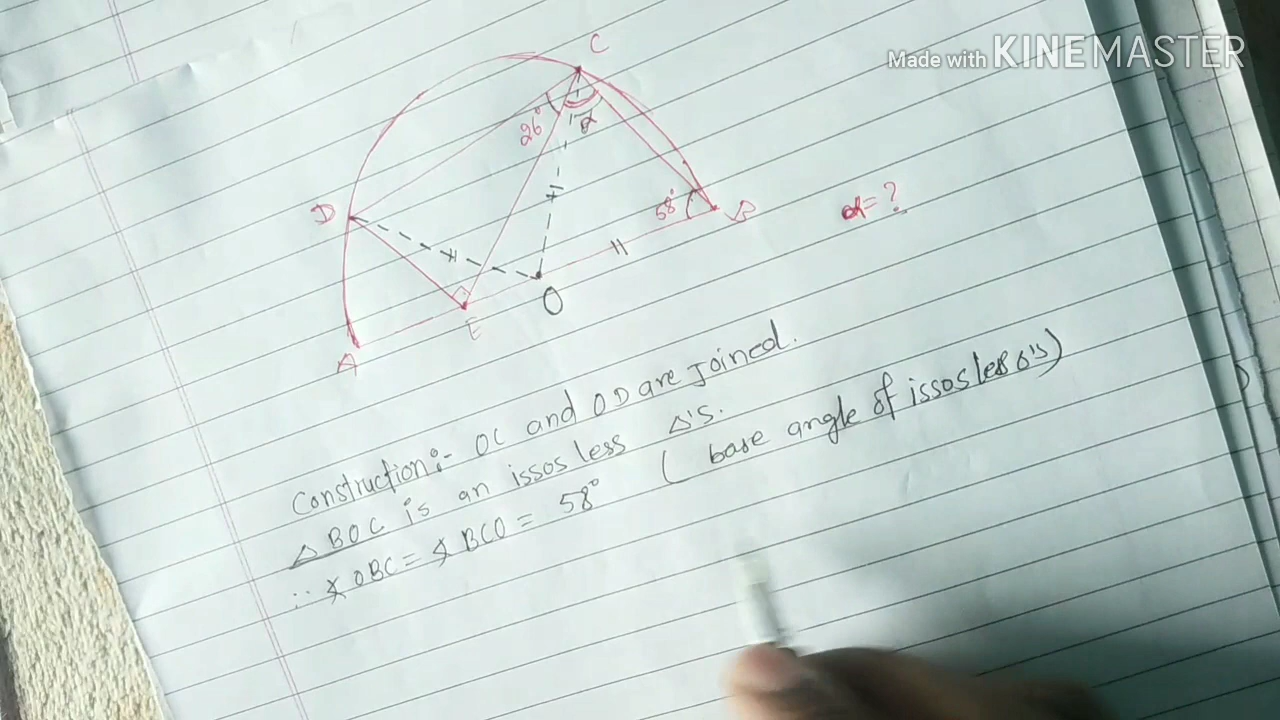 Made with KINEMASTER
C
26°
α
D
58°
B
α = ?
E
O
A
Construction:- OC and OD are Joined.
△ BOC is an issosless △'s.
∴ ∡ OBC = ∡ BCO = 58° ( base angle of issosless △'s)